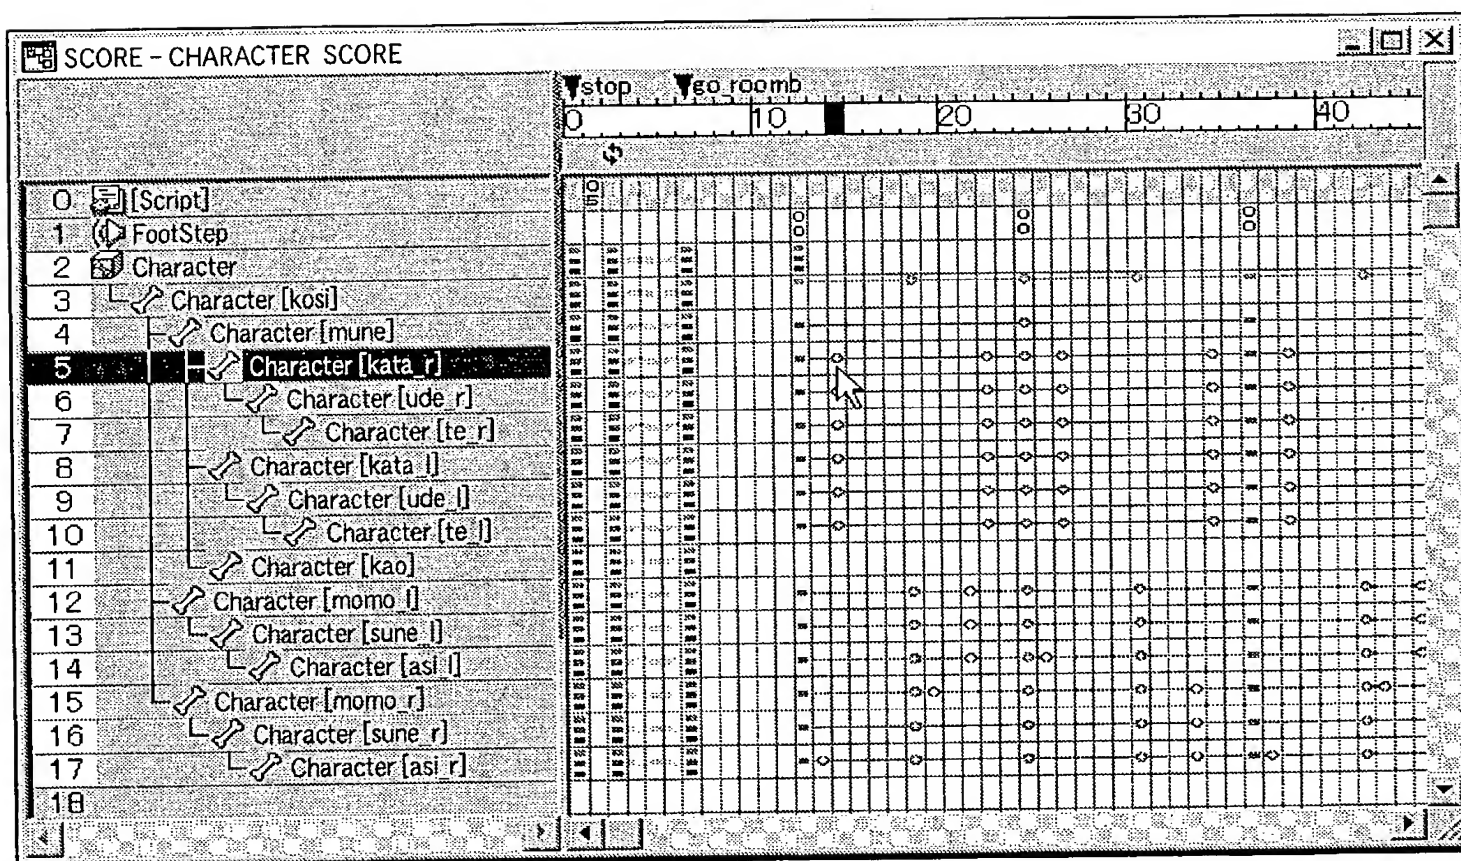 SCORE – CHARACTER SCORE
stop go_roomb
0 10 20 30 40
0 [Script]
1 FootStep
2 Character
3 Character [kosi]
4 Character [mune]
5 Character [kata_r]
6 Character [ude_r]
7 Character [te_r]
8 Character [kata_l]
9 Character [ude_l]
10 Character [te_l]
11 Character [kao]
12 Character [momo_l]
13 Character [sune_l]
14 Character [asi_l]
15 Character [momo_r]
16 Character [sune_r]
17 Character [asi_r]
18